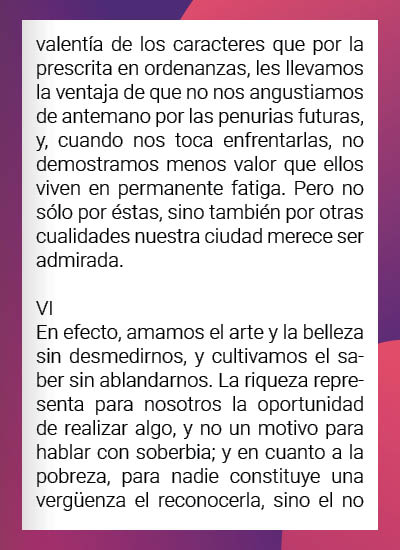 valentía de los caracteres que por la
prescrita en ordenanzas, les llevamos
la ventaja de que no nos angustiamos
de antemano por las penurias futuras,
y, cuando nos toca enfrentarlas, no
demostramos menos valor que ellos
viven en permanente fatiga. Pero no
sólo por éstas, sino también por otras
cualidades nuestra ciudad merece ser
admirada.

VI
En efecto, amamos el arte y la belleza
sin desmedirnos, y cultivamos el sa-
ber sin ablandarnos. La riqueza repre-
senta para nosotros la oportunidad
de realizar algo, y no un motivo para
hablar con soberbia; y en cuanto a la
pobreza, para nadie constituye una
vergüenza el reconocerla, sino el no